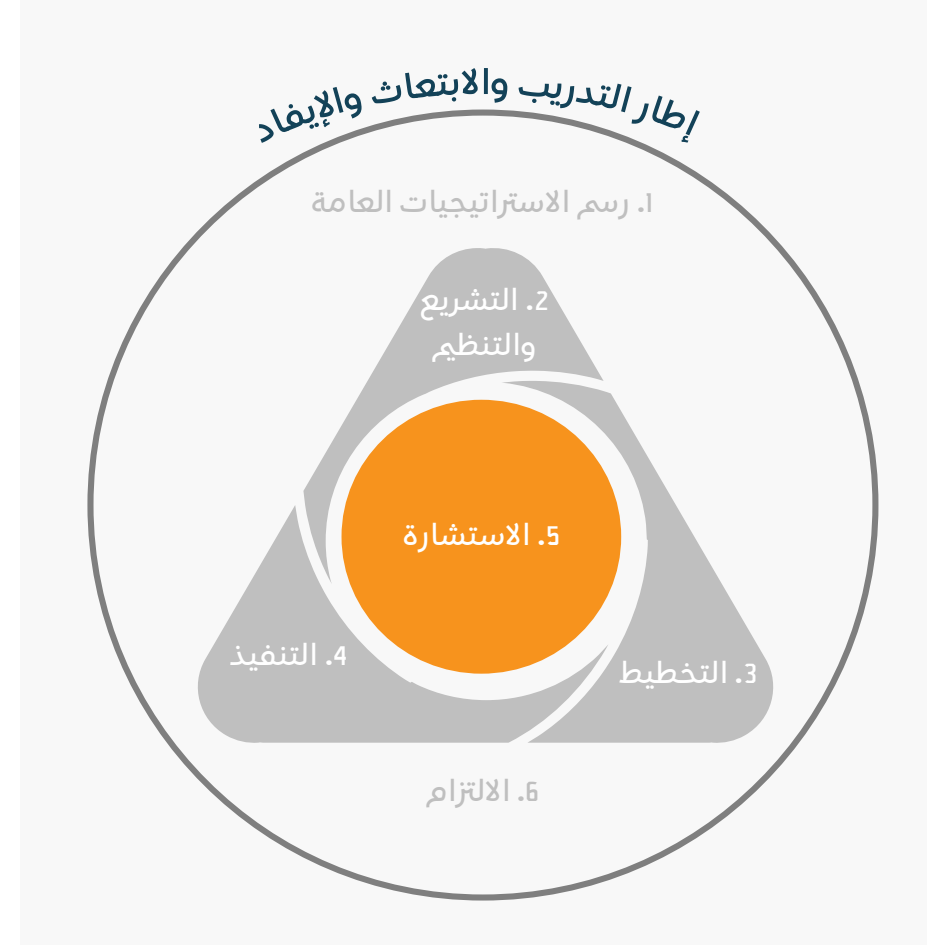 إطار التدريب والابتعاث والإيفاد
1. رسم الاستراتيجيات العامة
2. التشريع
والتنظيم
5. الاستشارة
4. التنفيذ
3. التخطيط
6. الالتزام